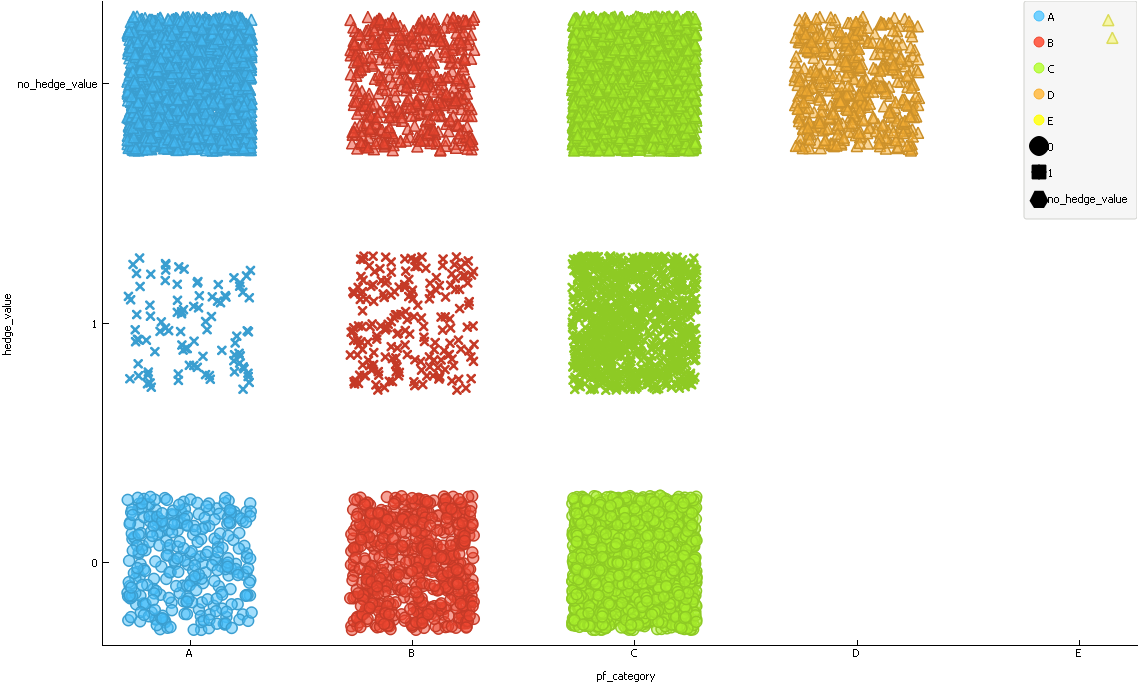 no_hedge_value
1
0
hedge_value
A
B
C
D
E
pf_category
A
B
C
D
E
0
1
no_hedge_value